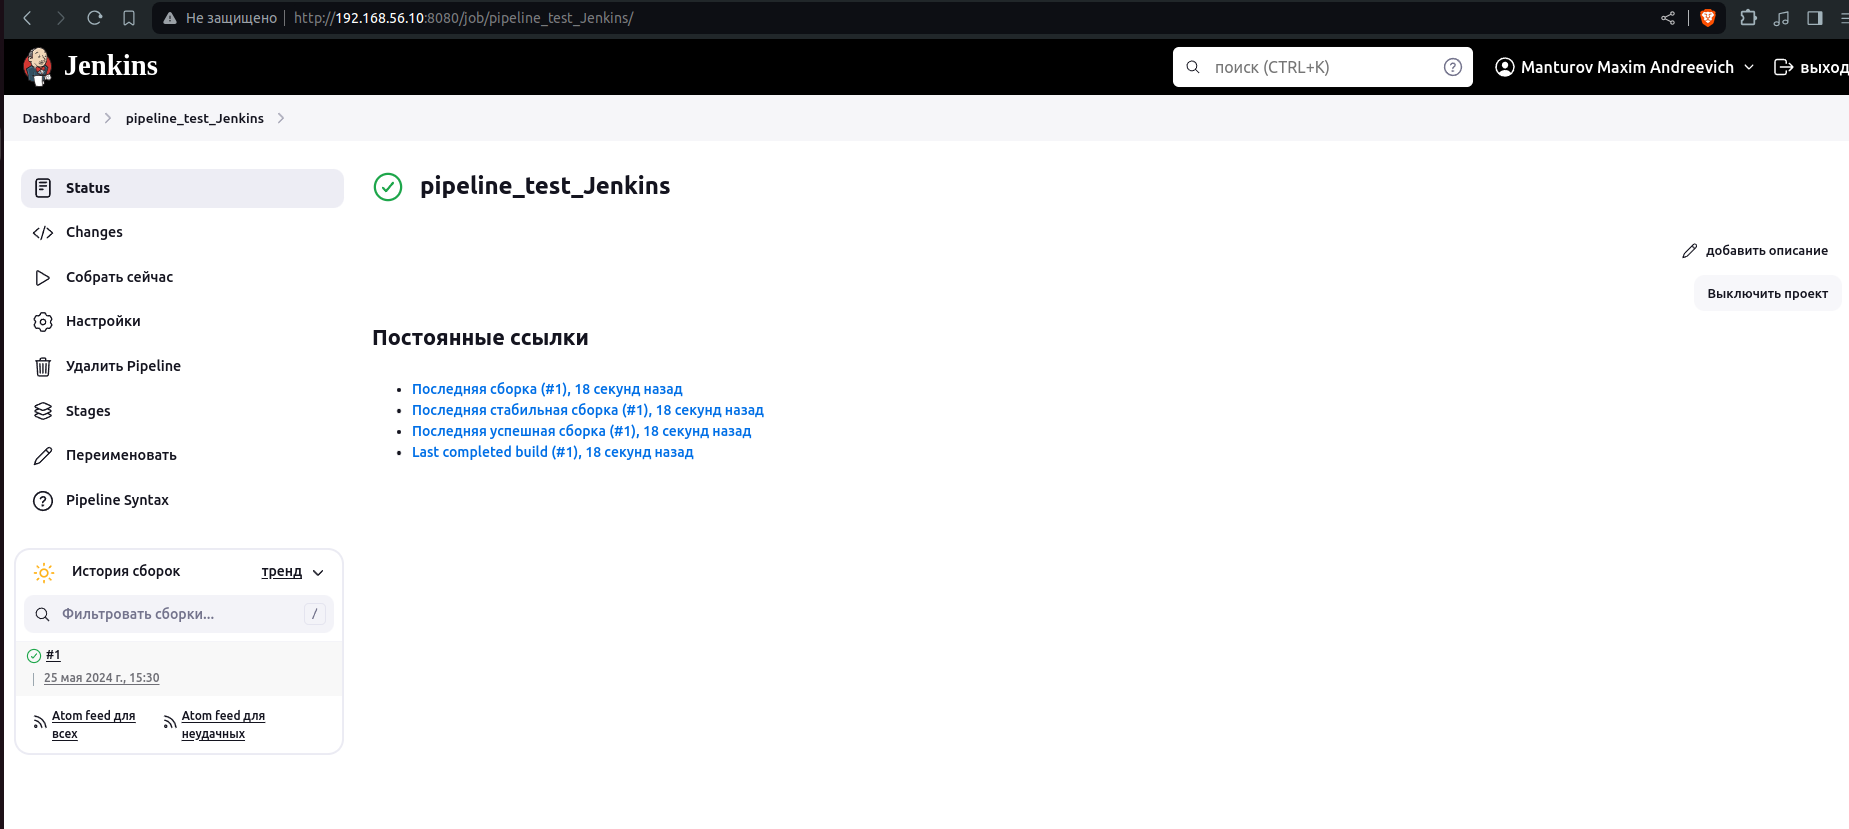 Не защищено http://192.168.56.10:8080/job/pipeline_test_Jenkins/
Jenkins
поиск (CTRL+K)
Manturov Maxim Andreevich
выход
Dashboard
pipeline_test_Jenkins
Status
Changes
Собрать сейчас
Настройки
Удалить Pipeline
Stages
Переименовать
Pipeline Syntax
История сборок
тренд
Фильтровать сборки...
/
#1
25 мая 2024 г., 15:30
Atom feed для
всех
Atom feed для
неудачных
pipeline_test_Jenkins
добавить описание
Выключить проект
Постоянные ссылки
Последняя сборка (#1), 18 секунд назад
Последняя стабильная сборка (#1), 18 секунд назад
Последняя успешная сборка (#1), 18 секунд назад
Last completed build (#1), 18 секунд назад